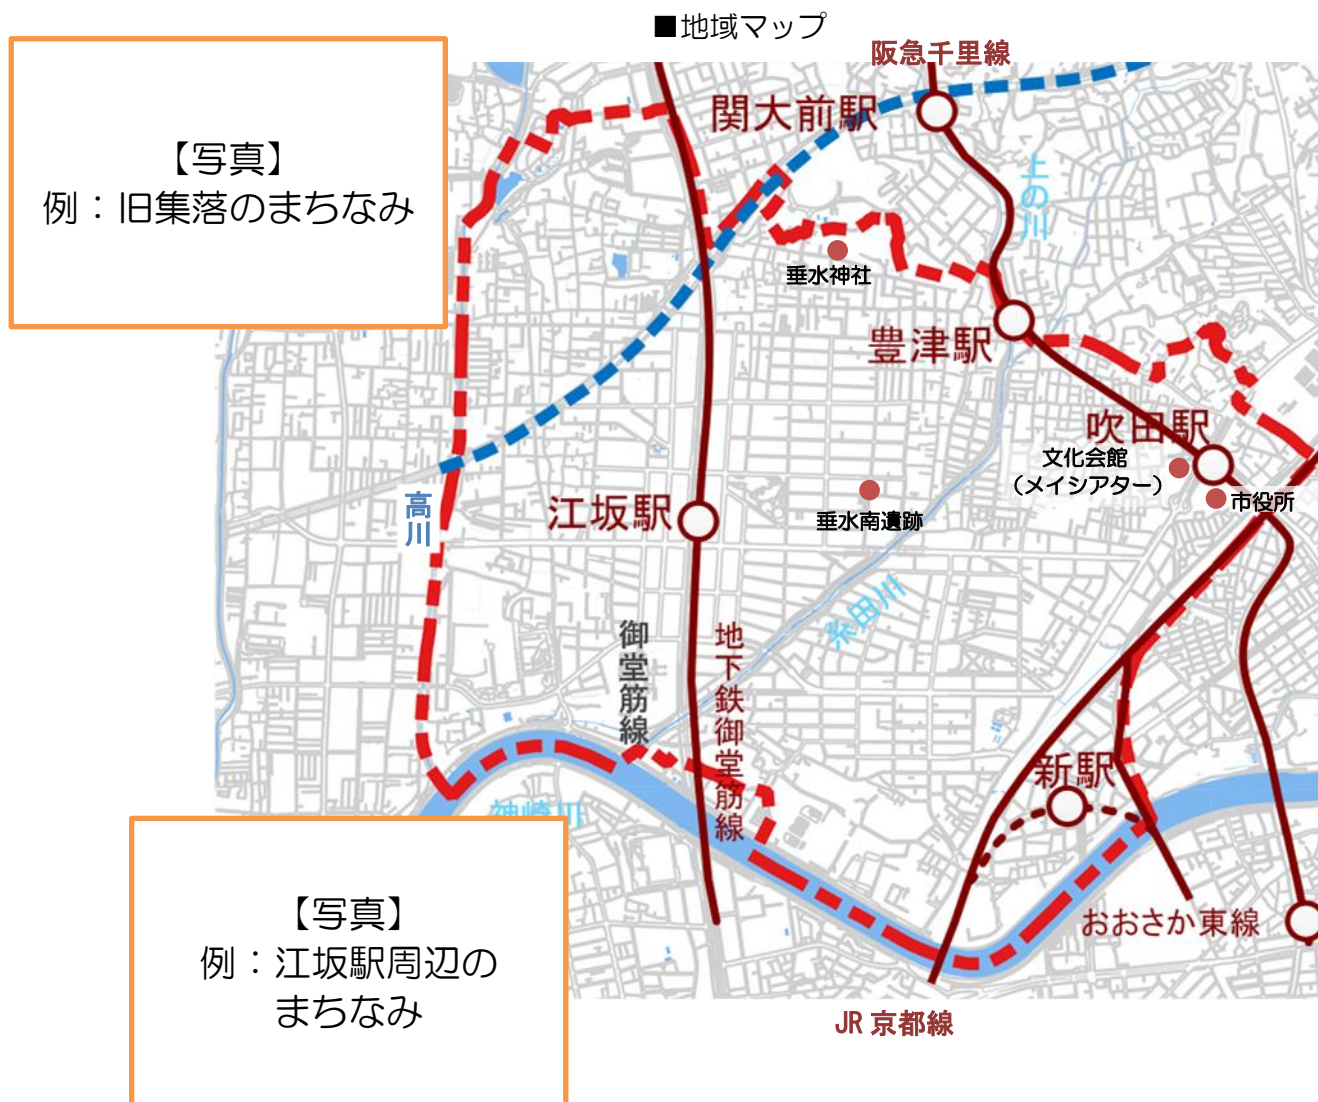 ■地域マップ
阪急千里線
【写真】
例：旧集落のまちなみ
関大前駅
上の川
垂水神社
豊津駅
吹田駅
文化会館
（メイシアター）
市役所
高川
江坂駅
垂水南遺跡
糸田川
御堂筋線
地下鉄御堂筋線
新駅
神崎川
【写真】
例：江坂駅周辺の
まちなみ
おおさか東線
JR 京都線